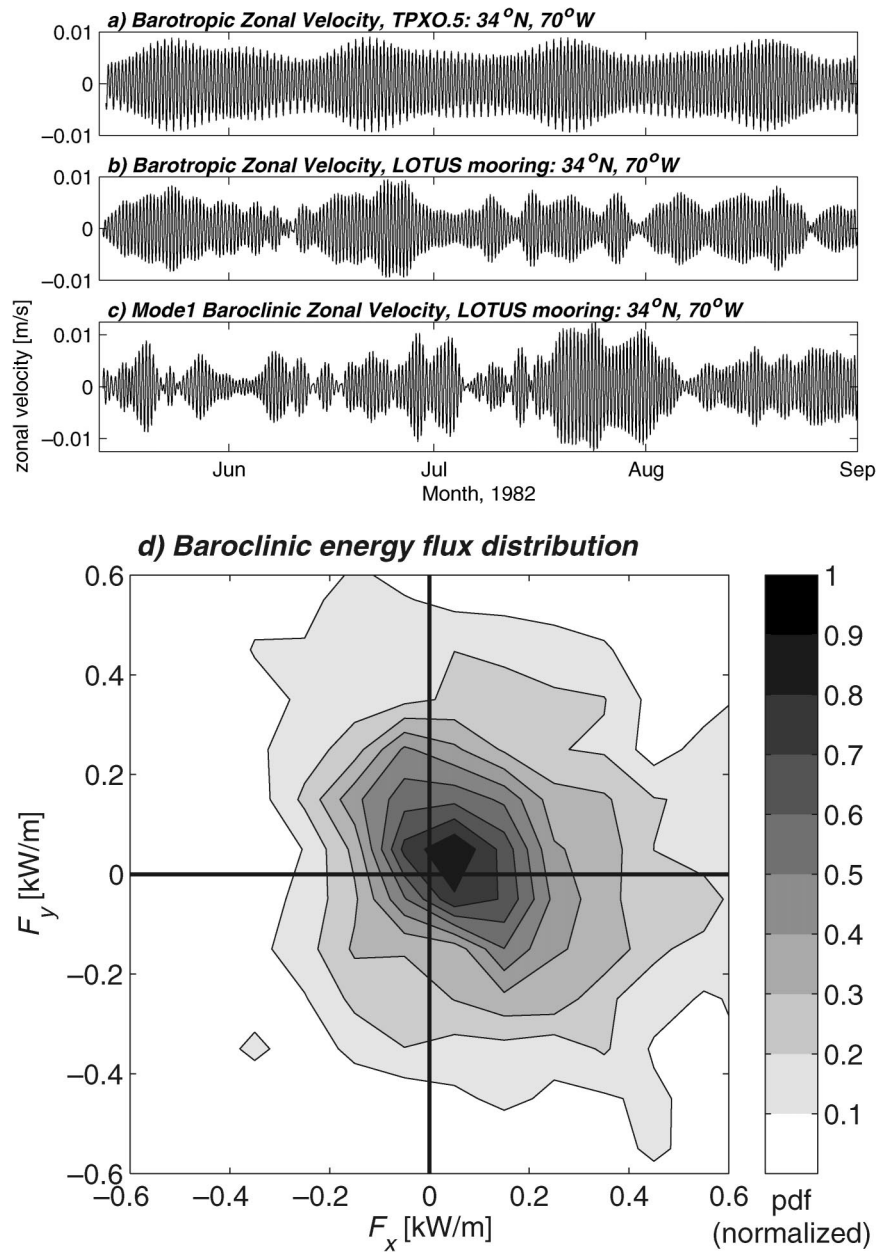 a) Barotropic Zonal Velocity, TPXO.5: 34°N, 70°W
0.01
0
−0.01
b) Barotropic Zonal Velocity, LOTUS mooring: 34°N, 70°W
0.01
0
−0.01
c) Mode1 Baroclinic Zonal Velocity, LOTUS mooring: 34°N, 70°W
0.01
0
−0.01
zonal velocity [m/s]
Jun Jul Aug Sep
Month, 1982
d) Baroclinic energy flux distribution
0.6
0.4
0.2
0
−0.2
−0.4
−0.6
F_y [kW/m]
−0.6 −0.4 −0.2 0 0.2 0.4 0.6
F_x [kW/m]
1
0.9
0.8
0.7
0.6
0.5
0.4
0.3
0.2
0.1
pdf
(normalized)